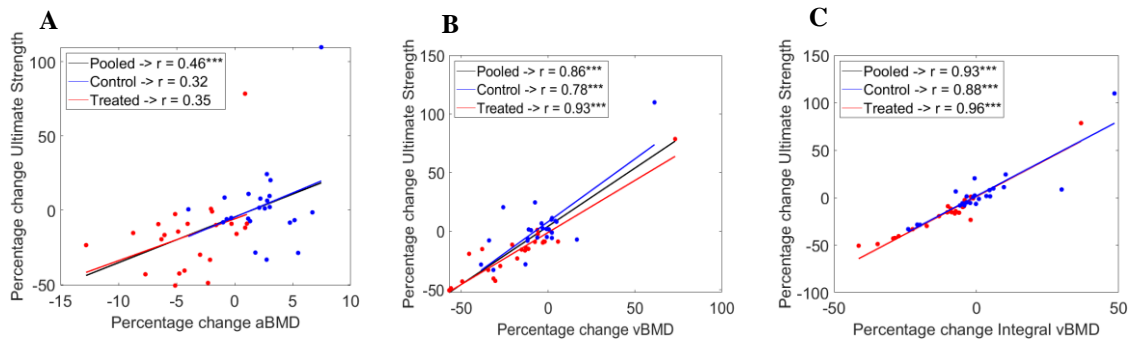 A
Percentage change Ultimate Strength
100
50
0
-50
Pooled -> r = 0.46***
Control -> r = 0.32
Treated -> r = 0.35
-15
-10
-5
0
5
10
Percentage change aBMD
B
Percentage change Ultimate Strength
150
100
50
0
-50
Pooled -> r = 0.86***
Control -> r = 0.78***
Treated -> r = 0.93***
-50
0
50
100
Percentage change vBMD
C
Percentage change Ultimate Strength
150
100
50
0
-50
-100
Pooled -> r = 0.93***
Control -> r = 0.88***
Treated -> r = 0.96***
-50
0
50
Percentage change Integral vBMD